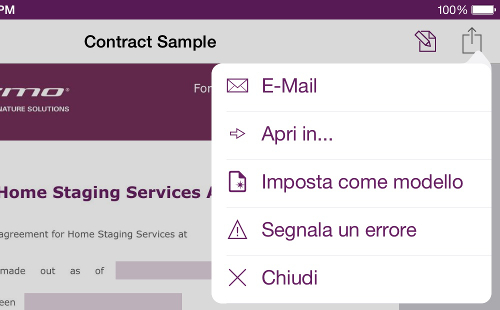 PM 100%
Contract Sample
mo®
NATURE SOLUTIONS
For
E-Mail
Apri in...
Imposta come modello
Segnala un errore
Chiudi
Home Staging Services A
agreement for Home Staging Services at
made out as of
een